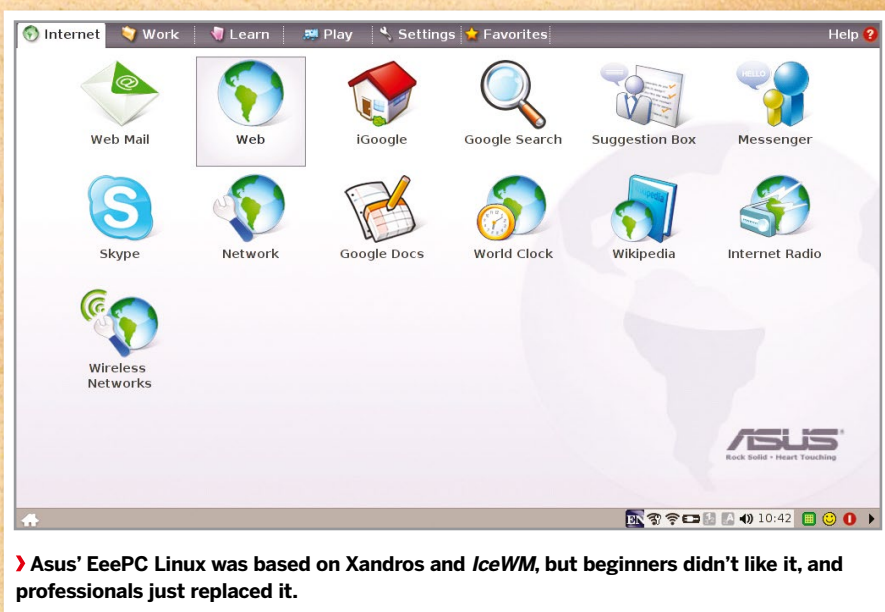 Internet Work Learn Play Settings Favorites Help ?
Web Mail Web iGoogle Google Search Suggestion Box Messenger
Skype Network Google Docs World Clock Wikipedia Internet Radio
Wireless
Networks
ASUS
Rock Solid • Heart Touching
EN 10:42
› Asus’ EeePC Linux was based on Xandros and IceWM, but beginners didn’t like it, and
professionals just replaced it.